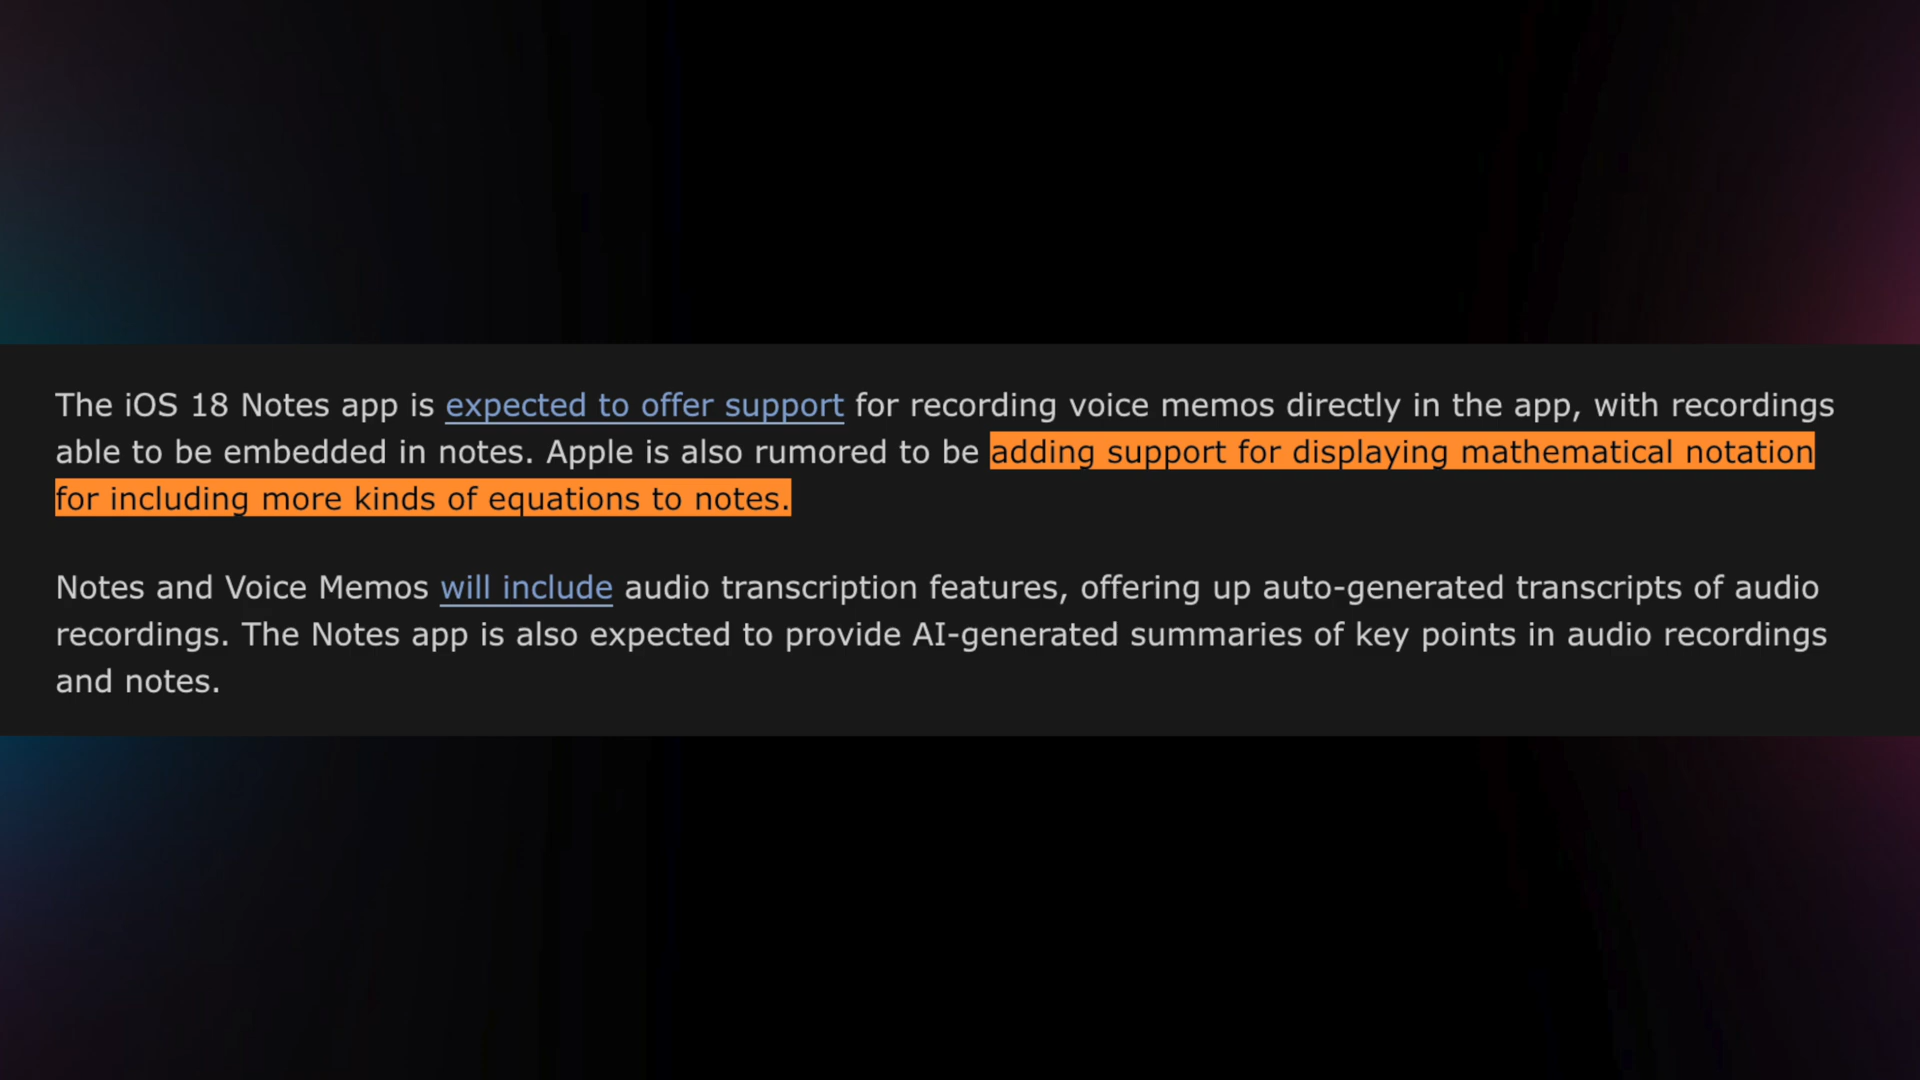 The iOS 18 Notes app is expected to offer support for recording voice memos directly in the app, with recordings
able to be embedded in notes. Apple is also rumored to be adding support for displaying mathematical notation
for including more kinds of equations to notes.
Notes and Voice Memos will include audio transcription features, offering up auto-generated transcripts of audio
recordings. The Notes app is also expected to provide AI-generated summaries of key points in audio recordings
and notes.